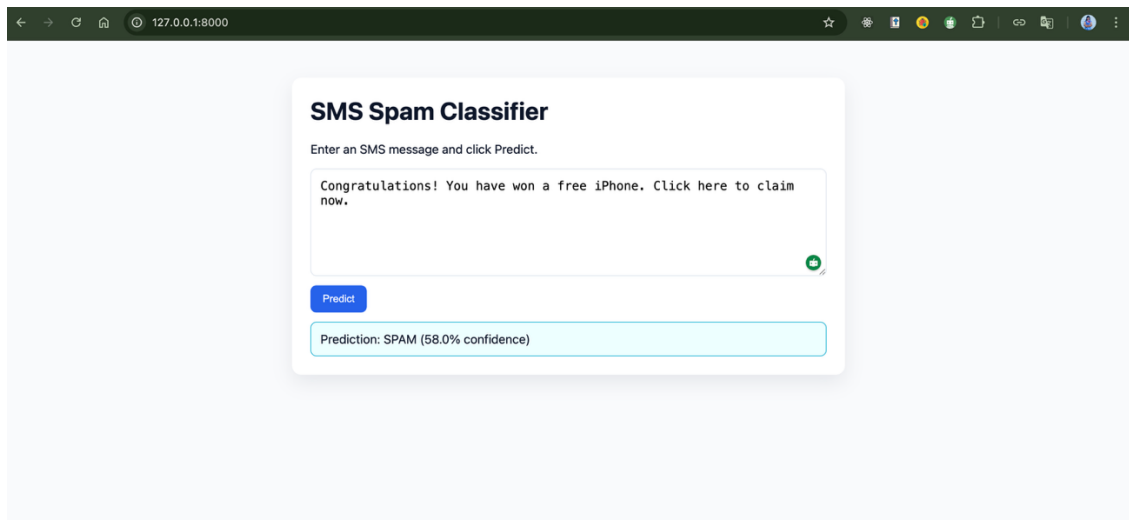 127.0.0.1:8000
SMS Spam Classifier
Enter an SMS message and click Predict.
Congratulations! You have won a free iPhone. Click here to claim
now.
Predict
Prediction: SPAM (58.0% confidence)